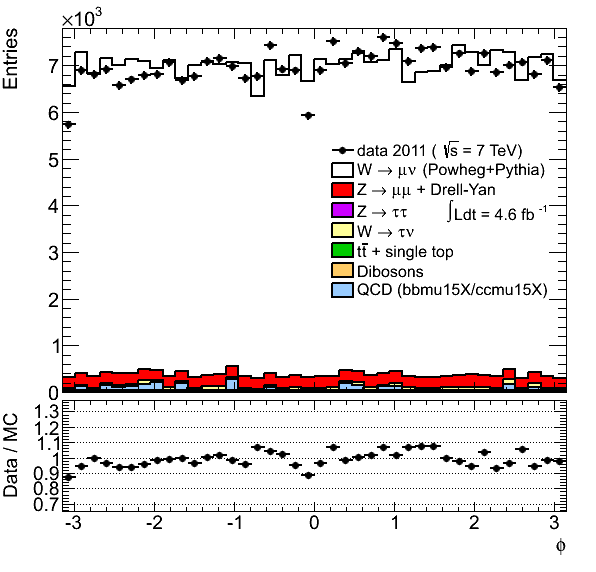 ×10³
Entries
7
6
5
4
3
2
1
0
data 2011 ( √s = 7 TeV)
W → μν (Powheg+Pythia)
Z → μμ + Drell-Yan
Z → ττ
∫Ldt = 4.6 fb⁻¹
W → τν
tt̄ + single top
Dibosons
QCD (bbmu15X/ccmu15X)
Data / MC
1.3
1.2
1.1
1
0.9
0.8
0.7
-3 -2 -1 0 1 2 3
ϕ